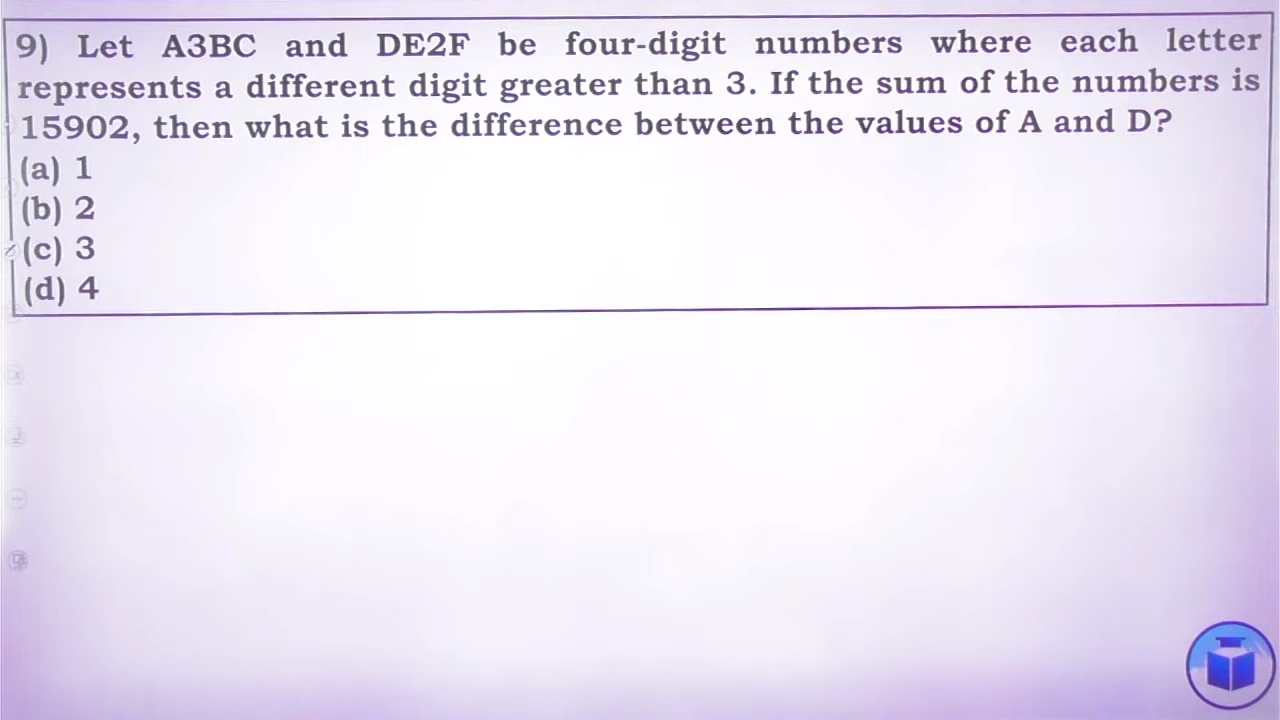 9) Let A3BC and DE2F be four-digit numbers where each letter
represents a different digit greater than 3. If the sum of the numbers is
15902, then what is the difference between the values of A and D?
(a) 1
(b) 2
(c) 3
(d) 4